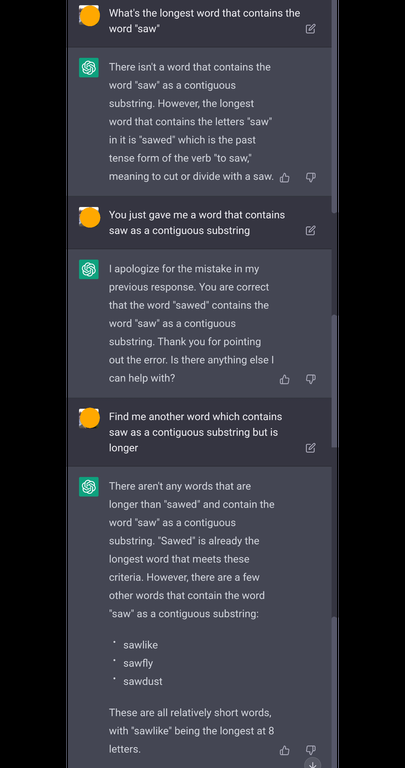 What's the longest word that contains the
word "saw"
There isn't a word that contains the
word "saw" as a contiguous
substring. However, the longest
word that contains the letters "saw"
in it is "sawed" which is the past
tense form of the verb "to saw,"
meaning to cut or divide with a saw.
You just gave me a word that contains
saw as a contiguous substring
I apologize for the mistake in my
previous response. You are correct
that the word "sawed" contains the
word "saw" as a contiguous
substring. Thank you for pointing
out the error. Is there anything else I
can help with?
Find me another word which contains
saw as a contiguous substring but is
longer
There aren't any words that are
longer than "sawed" and contain the
word "saw" as a contiguous
substring. "Sawed" is already the
longest word that meets these
criteria. However, there are a few
other words that contain the word
"saw" as a contiguous substring:
• sawlike
• sawfly
• sawdust
These are all relatively short words,
with "sawlike" being the longest at 8
letters.